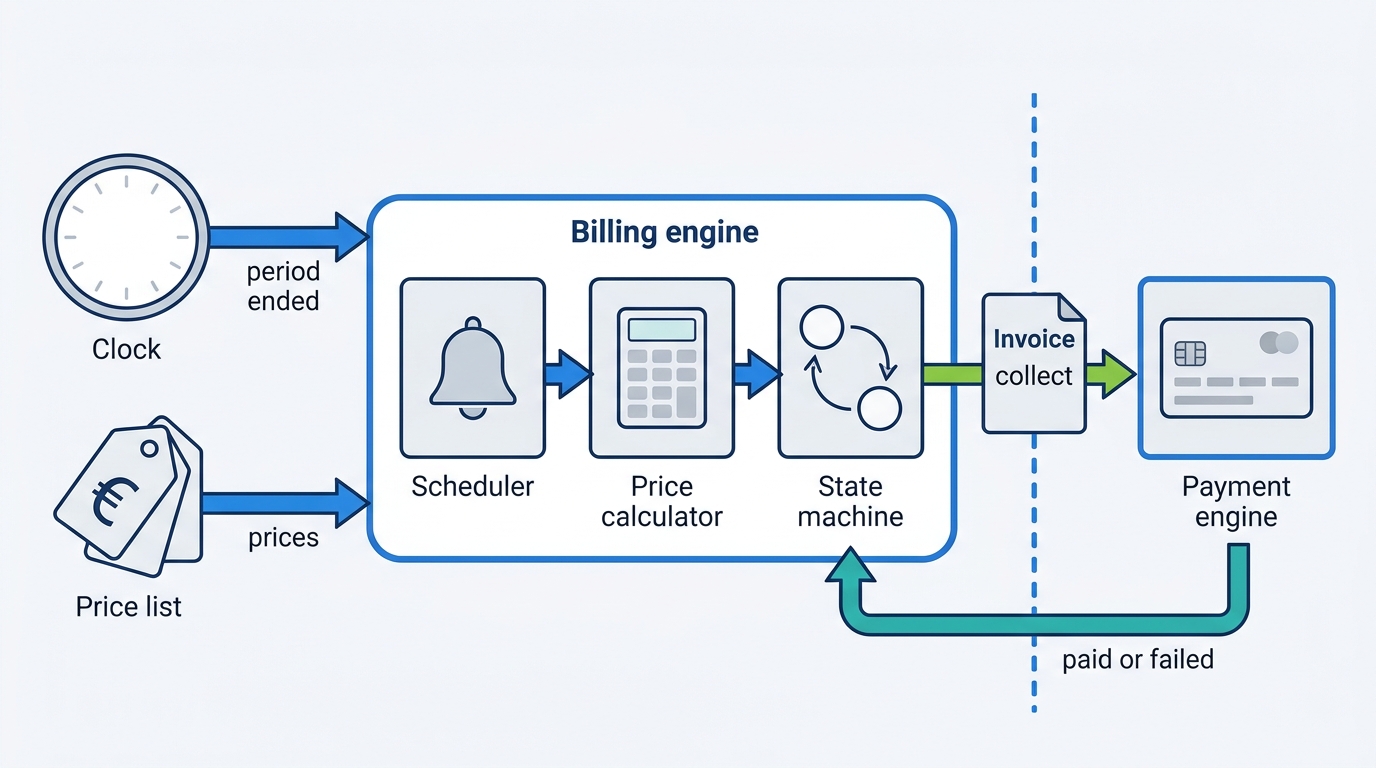 Clock
period
ended
€
Price list
prices
Billing engine
Scheduler
Price
calculator
State
machine
Invoice
collect
Payment
engine
paid or failed